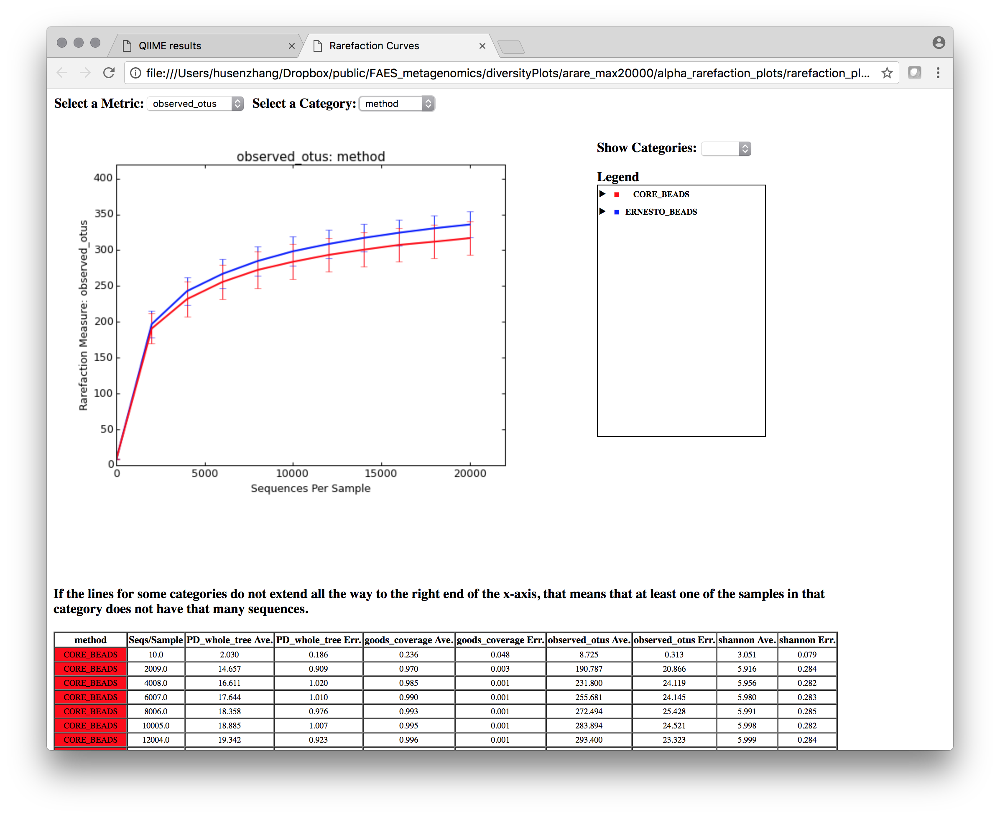 QIIME results
Rarefaction Curves
file:///Users/husenzhang/Dropbox/public/FAES_metagenomics/diversityPlots/arare_max20000/alpha_rarefaction_plots/rarefaction_pl...
Select a Metric: observed_otus Select a Category: method
Show Categories:
Legend
CORE_BEADS
ERNESTO_BEADS
observed_otus: method
Rarefaction Measure: observed_otus
400
350
300
250
200
150
100
50
0
0 5000 10000 15000 20000
Sequences Per Sample
If the lines for some categories do not extend all the way to the right end of the x-axis, that means that at least one of the samples in that
category does not have that many sequences.
method Seqs/Sample PD_whole_tree Ave. PD_whole_tree Err. goods_coverage Ave. goods_coverage Err. observed_otus Ave. observed_otus Err. shannon Ave. shannon Err.
CORE_BEADS 10.0 2.030 0.186 0.236 0.048 8.725 0.313 3.051 0.079
CORE_BEADS 2009.0 14.657 0.909 0.970 0.003 190.787 20.866 5.916 0.284
CORE_BEADS 4008.0 16.611 1.020 0.985 0.001 231.800 24.119 5.956 0.282
CORE_BEADS 6007.0 17.644 1.010 0.990 0.001 255.681 24.145 5.980 0.283
CORE_BEADS 8006.0 18.358 0.976 0.993 0.001 272.494 25.428 5.991 0.285
CORE_BEADS 10005.0 18.885 1.007 0.995 0.001 283.894 24.521 5.998 0.282
CORE_BEADS 12004.0 19.342 0.923 0.996 0.001 293.400 23.323 5.999 0.284